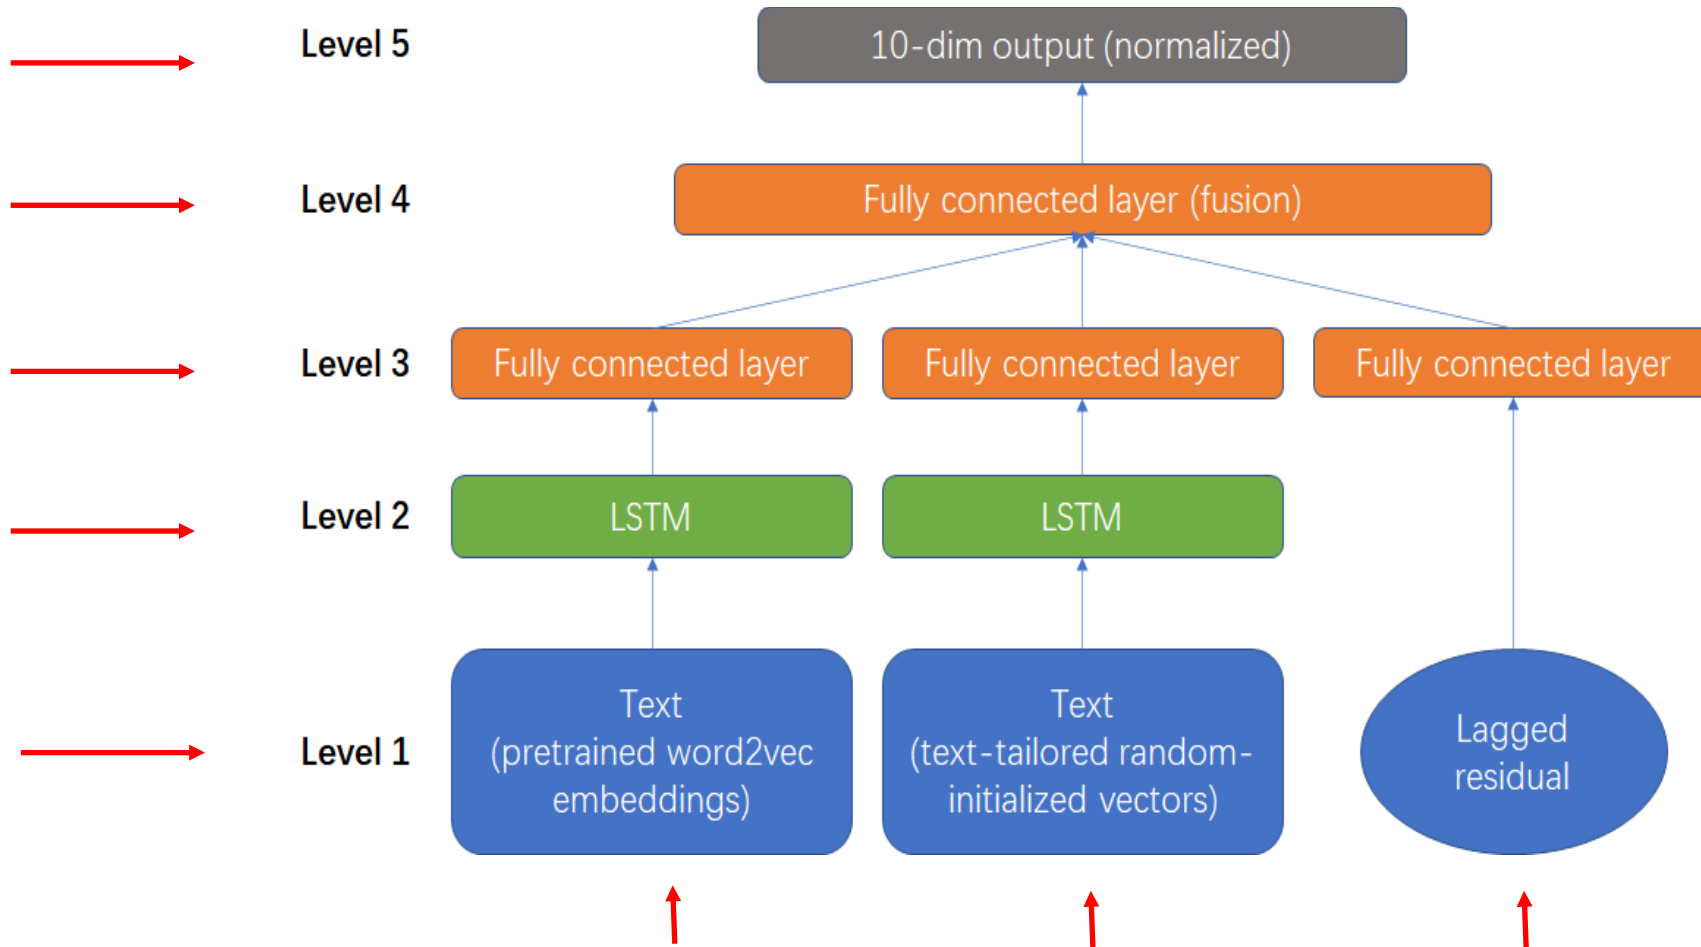 Level 5
10-dim output (normalized)
Level 4
Fully connected layer (fusion)
Level 3
Fully connected layer
Fully connected layer
Fully connected layer
Level 2
LSTM
LSTM
Level 1
Text
(pretrained word2vec
embeddings)
Text
(text-tailored random-
initialized vectors)
Lagged
residual